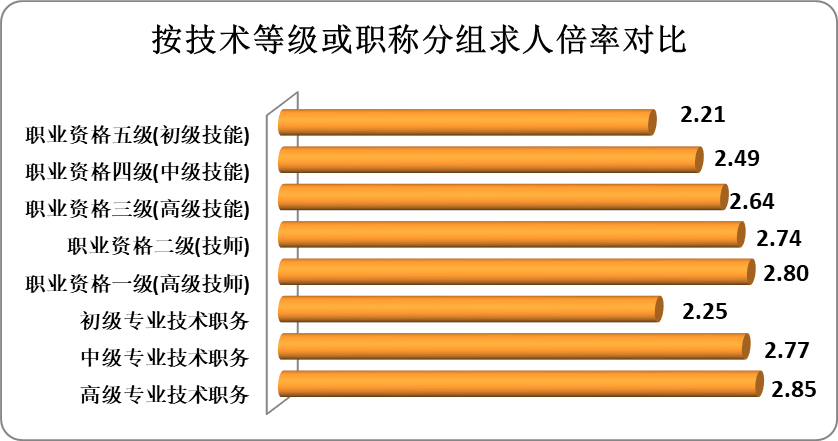 按技术等级或职称分组求人倍率对比
职业资格五级(初级技能) 2.21
职业资格四级(中级技能) 2.49
职业资格三级(高级技能) 2.64
职业资格二级(技师) 2.74
职业资格一级(高级技师) 2.80
初级专业技术职务 2.25
中级专业技术职务 2.77
高级专业技术职务 2.85